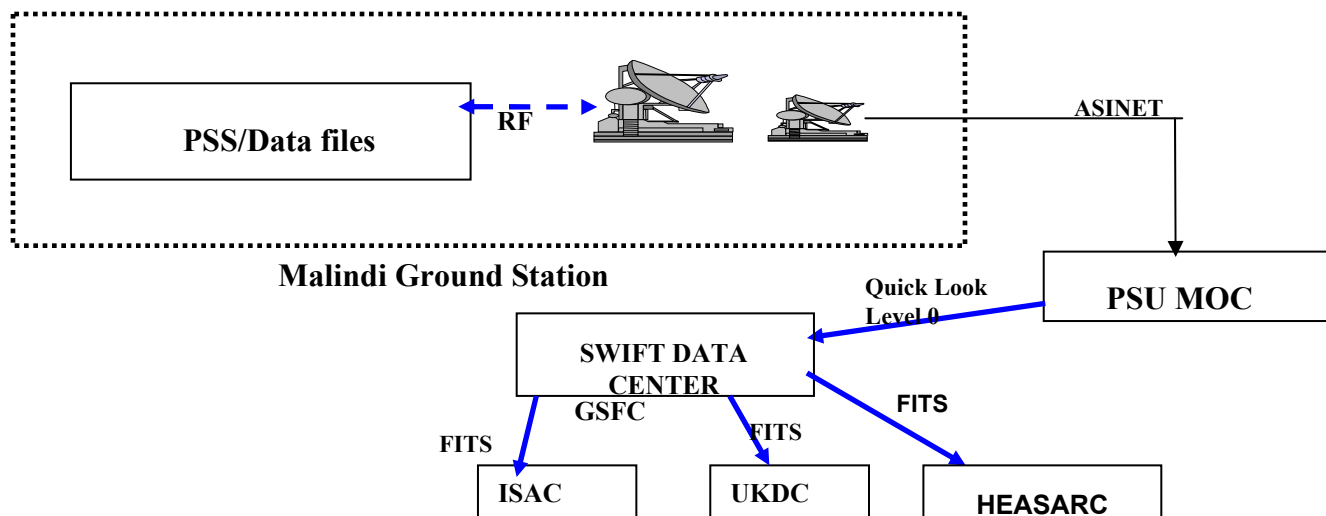 PSS/Data files
RF
ASINET
Malindi Ground Station
Quick Look
Level 0
PSU MOC
SWIFT DATA
CENTER
GSFC
FITS
FITS
FITS
ISAC
UKDC
HEASARC